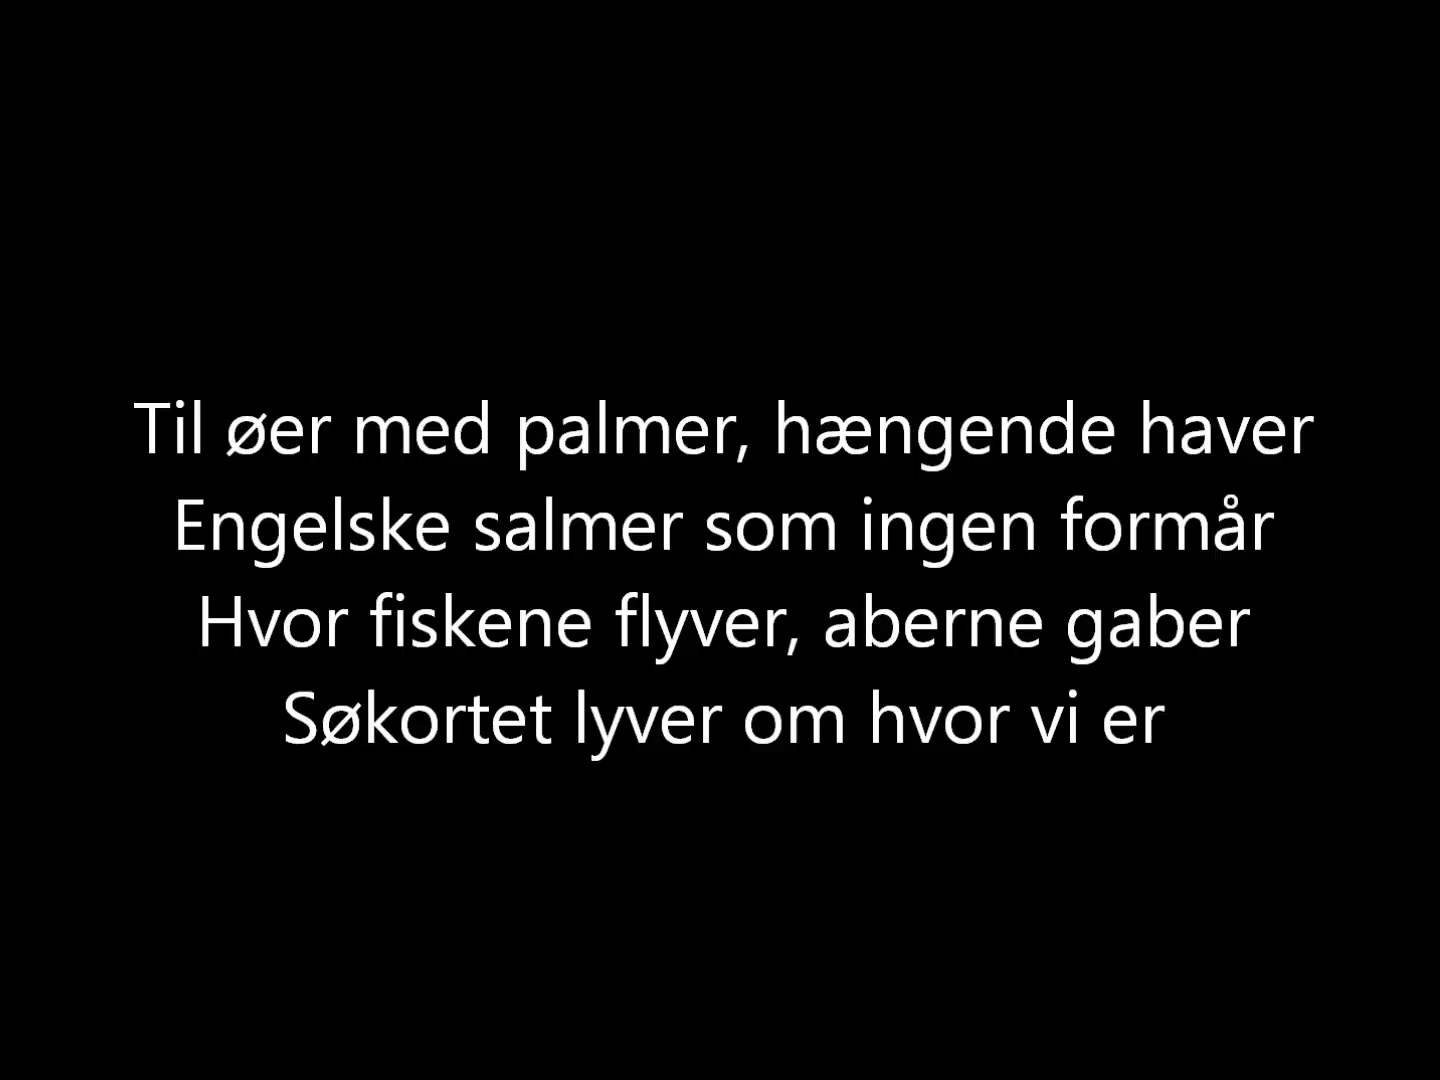 Til øer med palmer, hængende haver
Engelske salmer som ingen formår
Hvor fiskene flyver, aberne gaber
Søkortet lyver om hvor vi er